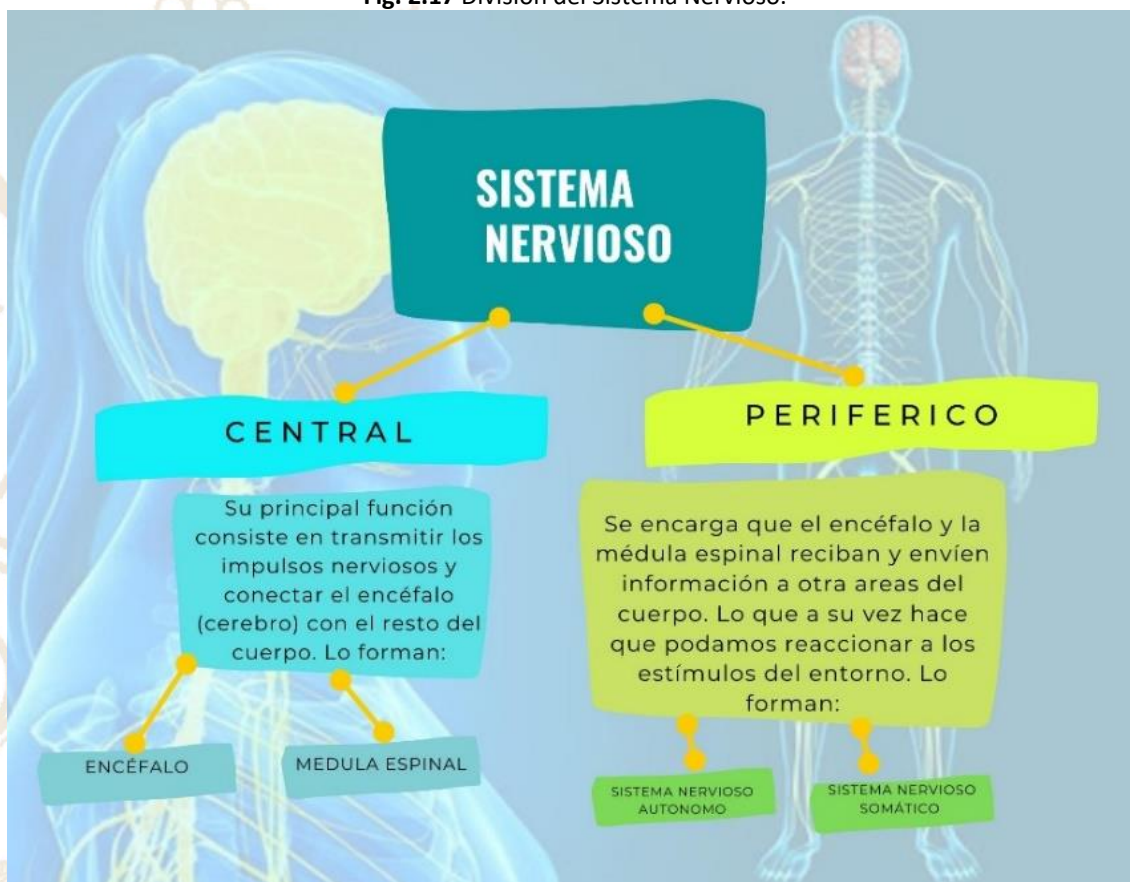 Fig. 2.17 División del Sistema Nervioso.
SISTEMA
NERVIOSO
CENTRAL
Su principal función
consiste en transmitir los
impulsos nerviosos y
conectar el encéfalo
(cerebro) con el resto del
cuerpo. Lo forman:
ENCÉFALO
MEDULA ESPINAL
PERIFERICO
Se encarga que el encéfalo y la
médula espinal reciban y envíen
información a otra areas del
cuerpo. Lo que a su vez hace
que podamos reaccionar a los
estímulos del entorno. Lo
forman:
SISTEMA NERVIOSO
AUTONOMO
SISTEMA NERVIOSO
SOMÁTICO